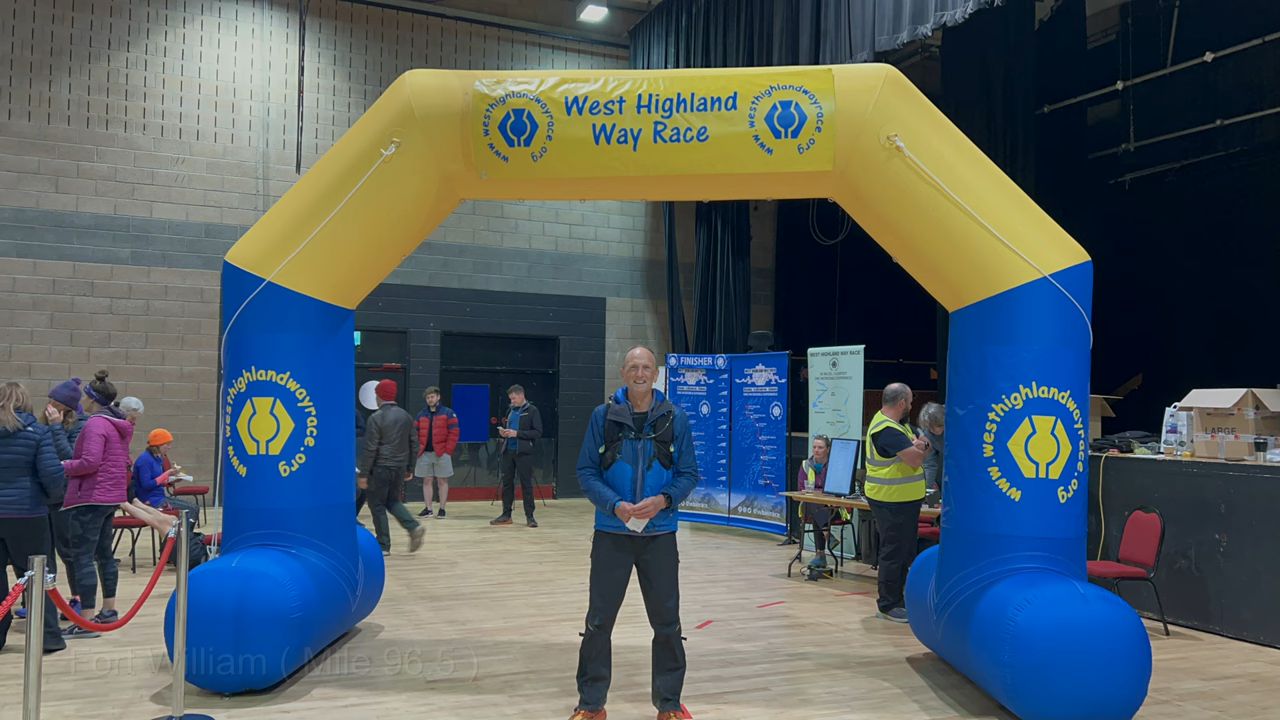 West Highland
Way Race
www.westhighlandwayrace.org
www.westhighlandwayrace.org
FINISHER
WEST HIGHLAND WAY RACE
www.westhighlandwayrace.org
www.westhighlandwayrace.org
LARGE
Fort William ( Mile 96.5 )